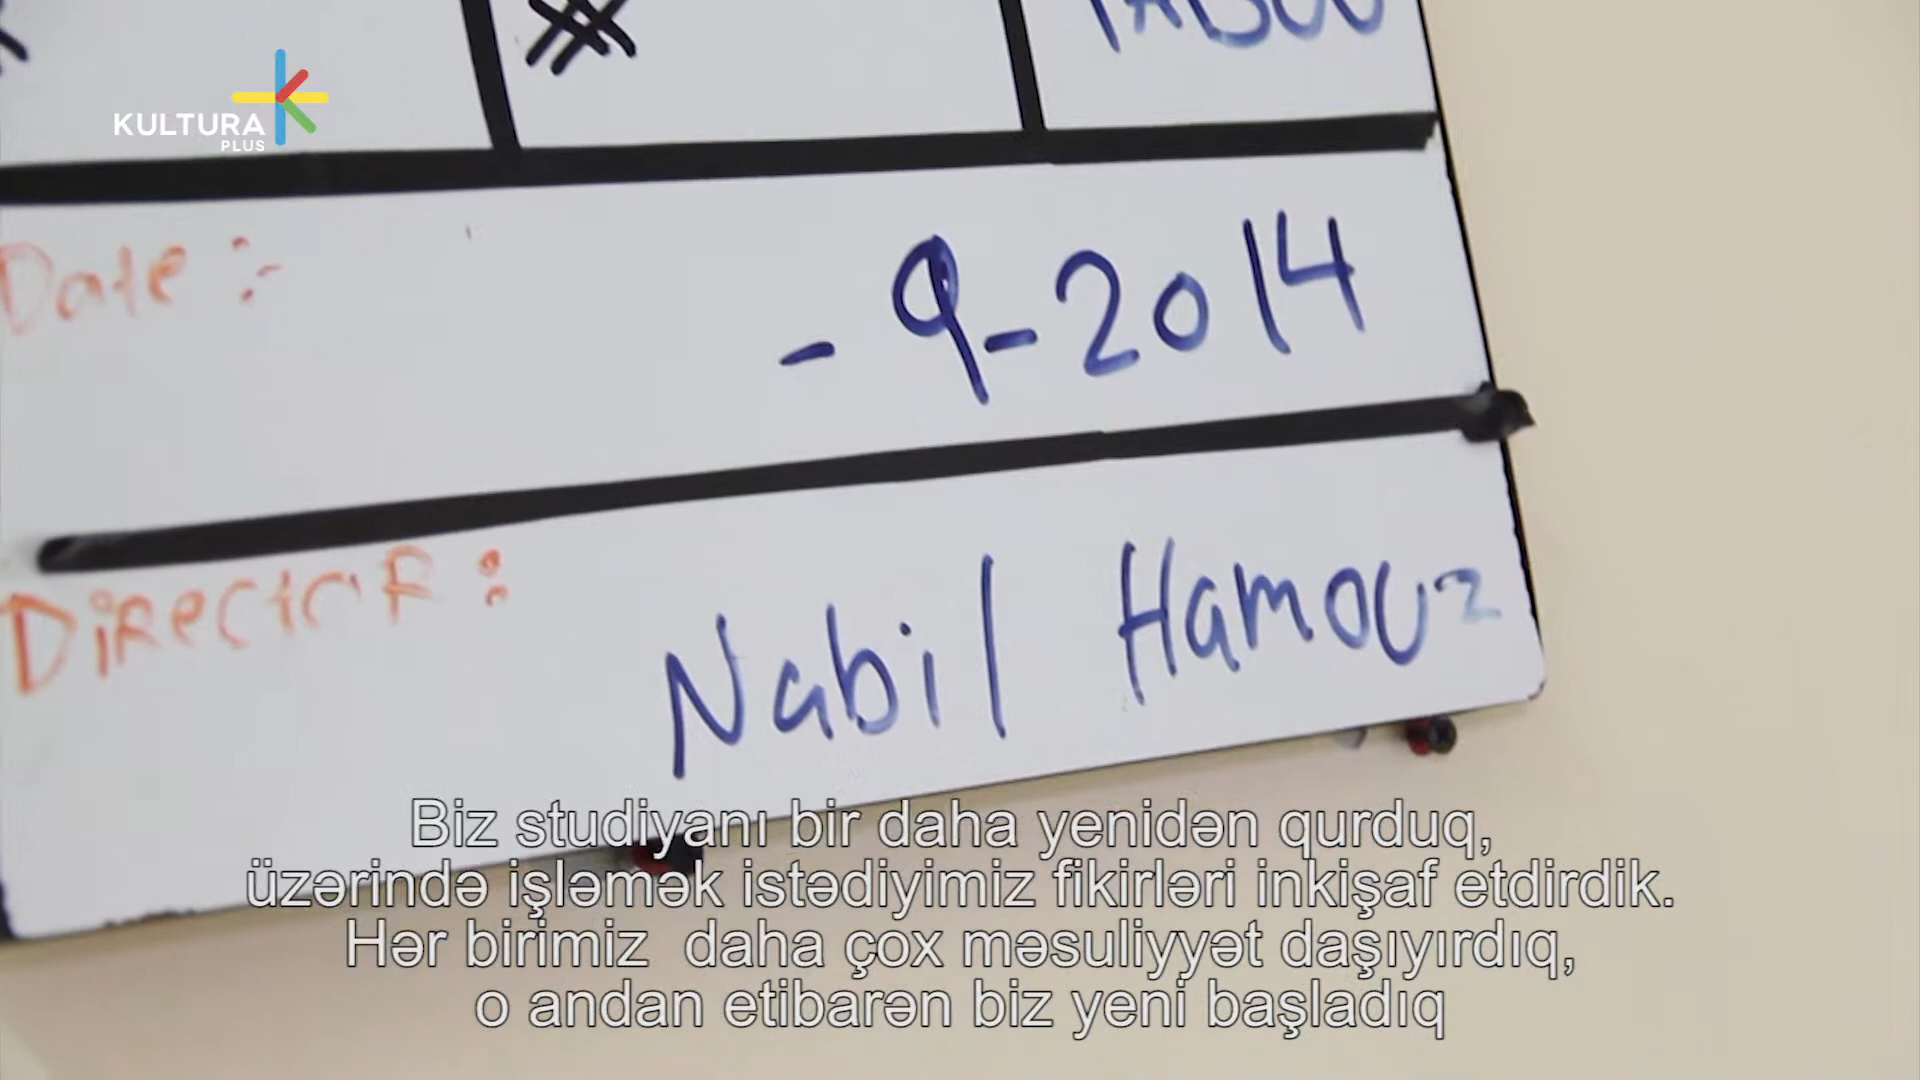 KULTURA
PLUS
Date :-
- 9-2014
Director :
Nabil Hamouz
Biz studiyanı bir daha yenidən qurduq,
üzərində işləmək istədiyimiz fikirləri inkişaf etdirdik.
Hər birimiz daha çox məsuliyyət daşıyırdıq,
o andan etibarən biz yeni başladıq